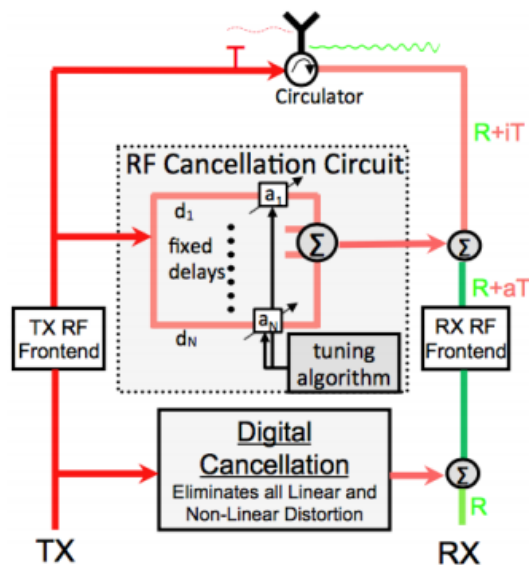 T
Circulator
R+iT
RF Cancellation Circuit
a1
d1
fixed
delays
Σ
Σ
R+aT
TX RF
Frontend
aN
dN
RX RF
Frontend
tuning
algorithm
Digital
Cancellation
Eliminates all Linear and
Non-Linear Distortion
Σ
R
TX
RX